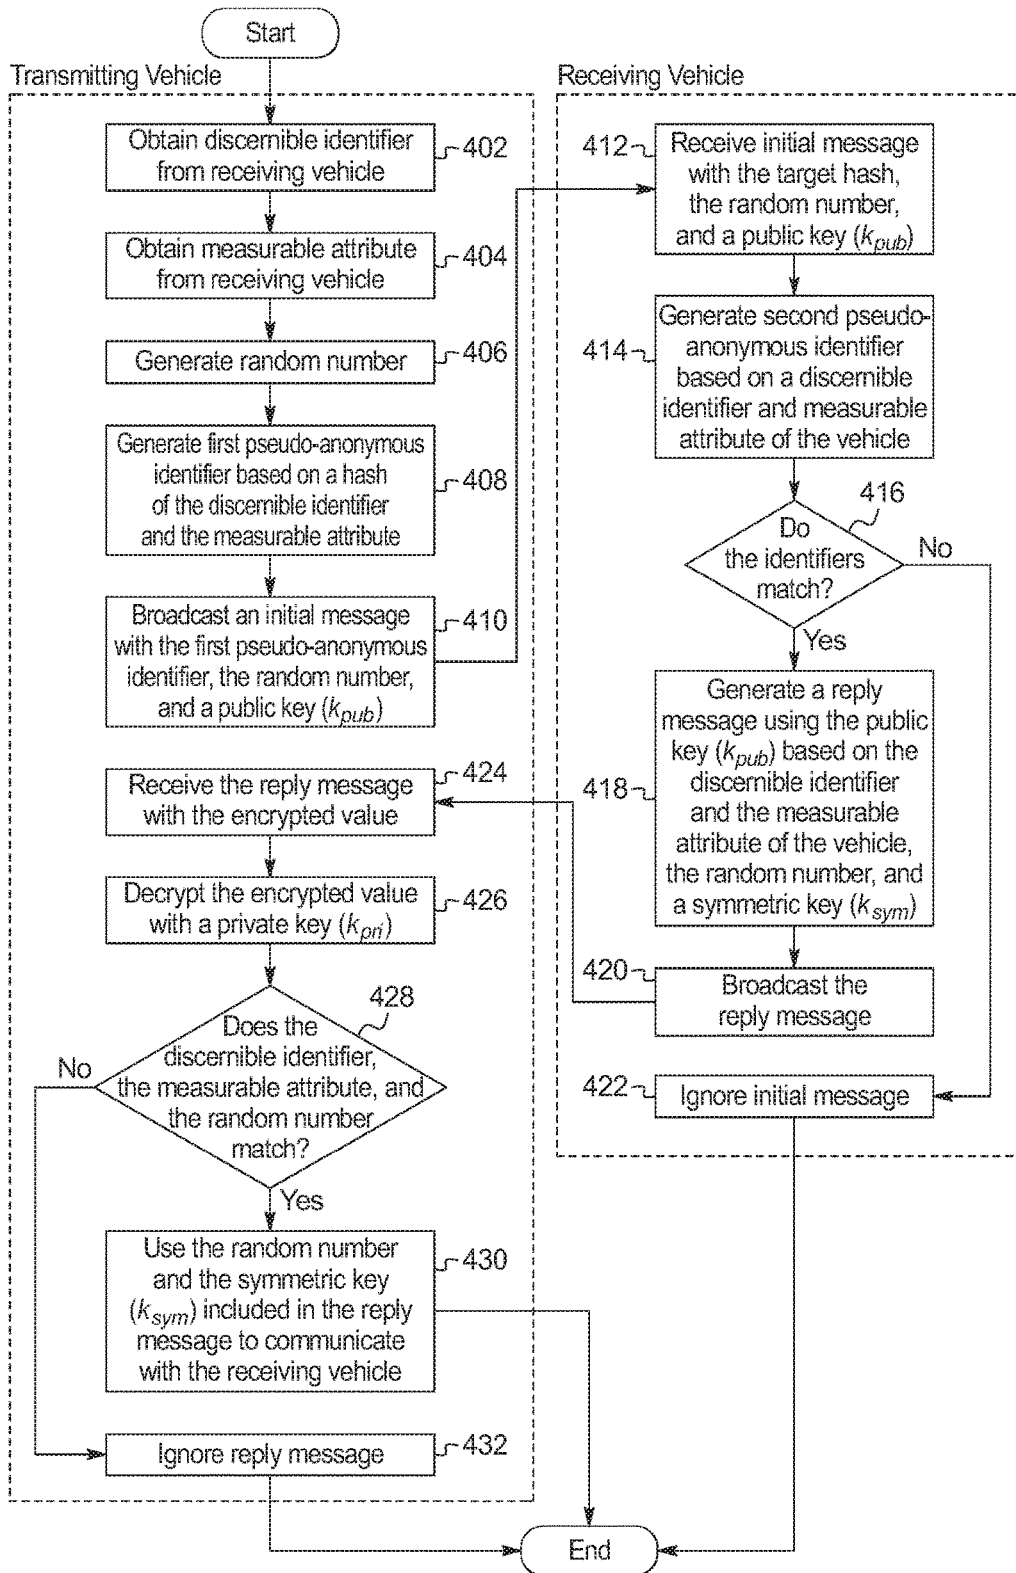 Start
Transmitting Vehicle
Obtain discernible identifier
from receiving vehicle
402
Obtain measurable attribute
from receiving vehicle
404
Generate random number
406
Generate first pseudo-anonymous
identifier based on a hash
of the discernible identifier
and the measurable attribute
408
Broadcast an initial message
with the first pseudo-anonymous
identifier, the random number,
and a public key (kpub)
410
Receive the reply message
with the encrypted value
424
Decrypt the encrypted value
with a private key (kpri)
426
Does the
discernible identifier,
the measurable attribute, and
the random number
match?
428
No
Yes
Use the random number
and the symmetric key
(ksym) included in the reply
message to communicate
with the receiving vehicle
430
Ignore reply message
432
Receiving Vehicle
412
Receive initial message
with the target hash,
the random number,
and a public key (kpub)
414
Generate second pseudo-
anonymous identifier
based on a discernible
identifier and measurable
attribute of the vehicle
416
Do
the identifiers
match?
No
Yes
418
Generate a reply
message using the public
key (kpub) based on the
discernible identifier
and the measurable
attribute of the vehicle,
the random number, and
a symmetric key (ksym)
420
Broadcast the
reply message
422
Ignore initial message
End